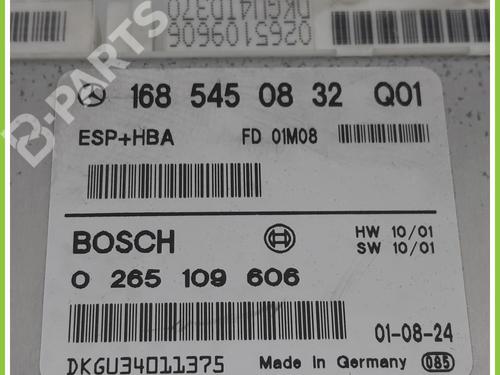 DKGU41D370
0265109606
B-PARTS
168 545 08 32 Q01
ESP+HBA FD 01M08
BOSCH HW 10/01
SW 10/01
0 265 109 606
01-08-24
DKGU34011375 Made in Germany 085